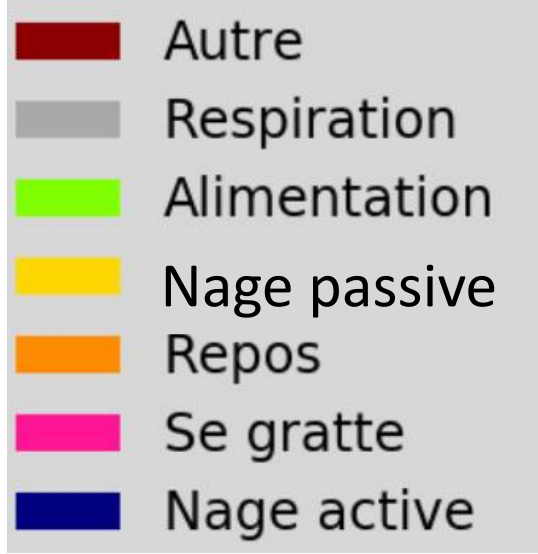 Autre
Respiration
Alimentation
Nage passive
Repos
Se gratte
Nage active